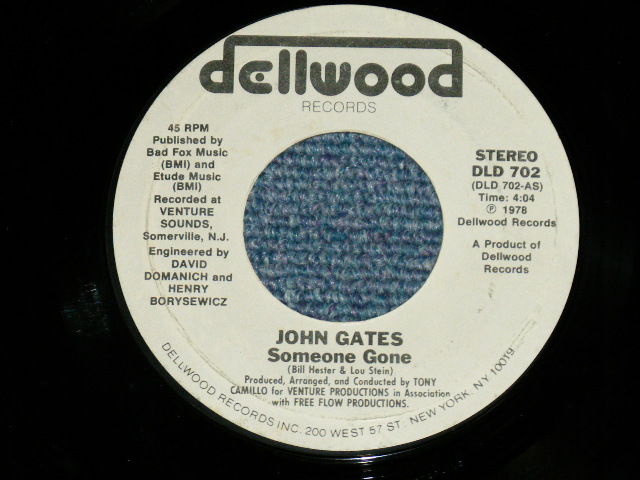 dellwood
RECORDS
45 RPM
Published by
Bad Fox Music
(BMI) and
Etude Music
(BMI)
Recorded at
VENTURE
SOUNDS,
Somerville, N.J.
Engineered by
DAVID
DOMANICH and
HENRY
BORYSEWICZ
STEREO
DLD 702
(DLD 702-AS)
Time: 4:04
℗ 1978
Dellwood Records
A Product of
Dellwood
Records
JOHN GATES
Someone Gone
(Bill Hester & Lou Stein)
Produced, Arranged, and Conducted by TONY
CAMILLO for VENTURE PRODUCTIONS in Association
with FREE FLOW PRODUCTIONS.
DELLWOOD RECORDS INC. 200 WEST 57 ST. NEW YORK, NY 10019